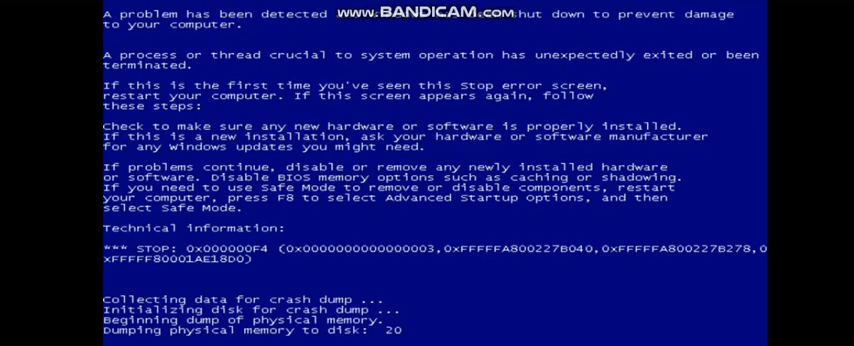 www.BANDICAM.com
A problem has been detected shut down to prevent damage
to your computer.
A process or thread crucial to system operation has unexpectedly exited or been
terminated.
If this is the first time you've seen this Stop error screen,
restart your computer. If this screen appears again, follow
these steps:
Check to make sure any new hardware or software is properly installed.
If this is a new installation, ask your hardware or software manufacturer
for any Windows updates you might need.
If problems continue, disable or remove any newly installed hardware
or software. Disable BIOS memory options such as caching or shadowing.
If you need to use Safe Mode to remove or disable components, restart
your computer, press F8 to select Advanced Startup Options, and then
select Safe Mode.
Technical information:
*** STOP: 0x000000F4 (0x0000000000000003,0xFFFFFA800227B040,0xFFFFFA800227B278,0
xFFFFF80001AE18D0)
Collecting data for crash dump ...
Initializing disk for crash dump ...
Beginning dump of physical memory.
Dumping physical memory to disk: 20